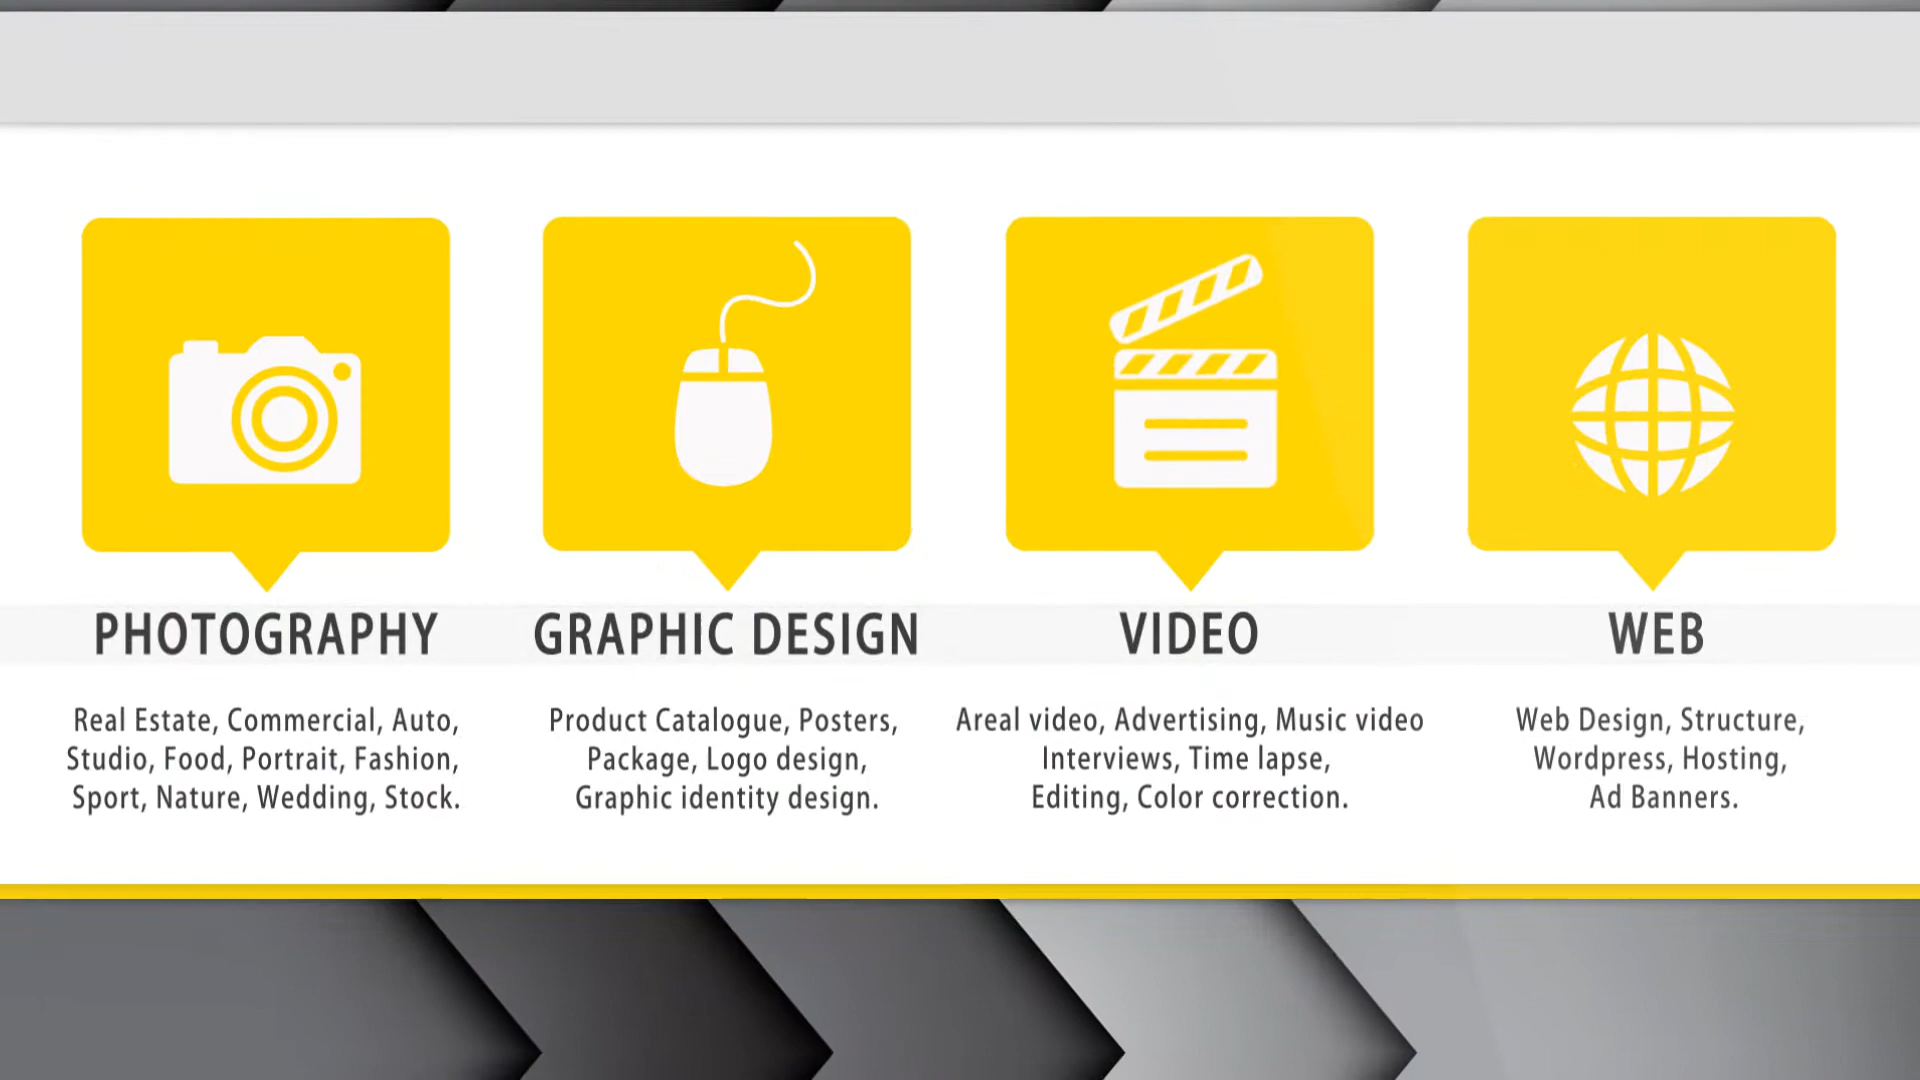 PHOTOGRAPHY
Real Estate, Commercial, Auto,
Studio, Food, Portrait, Fashion,
Sport, Nature, Wedding, Stock.
GRAPHIC DESIGN
Product Catalogue, Posters,
Package, Logo design,
Graphic identity design.
VIDEO
Areal video, Advertising, Music video
Interviews, Time lapse,
Editing, Color correction.
WEB
Web Design, Structure,
Wordpress, Hosting,
Ad Banners.